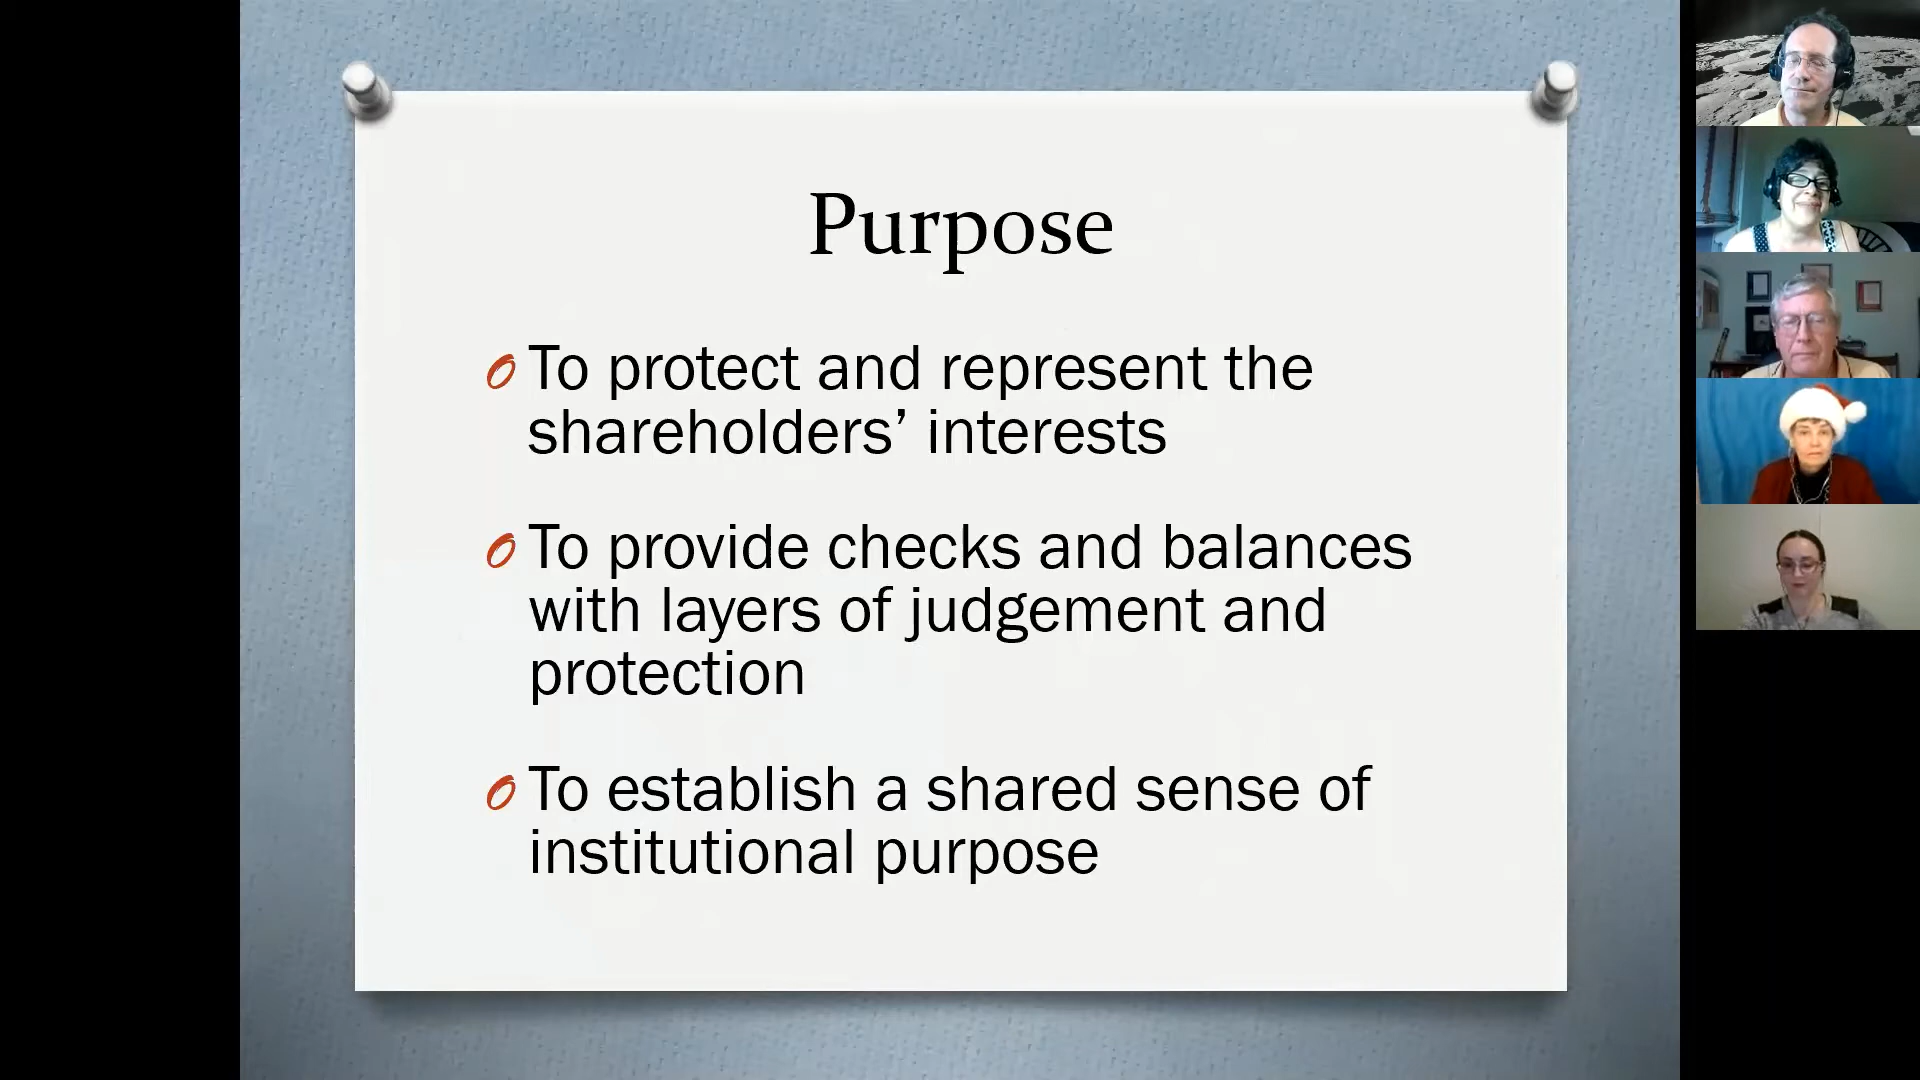 Purpose
To protect and represent the
shareholders’ interests
To provide checks and balances
with layers of judgement and
protection
To establish a shared sense of
institutional purpose